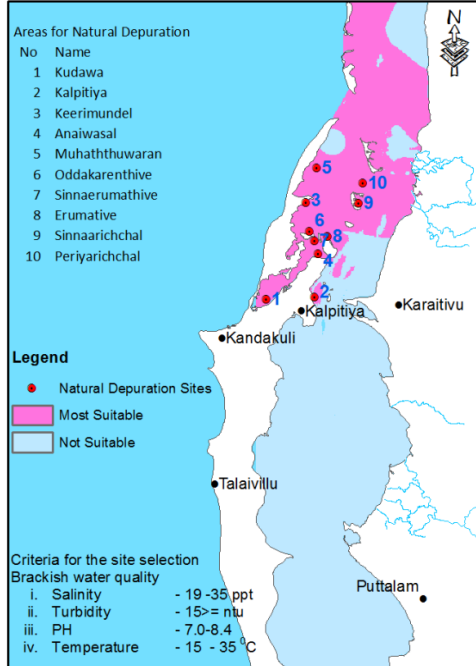 Areas for Natural Depuration
No Name
1 Kudawa
2 Kalpitiya
3 Keerimundel
4 Anaiwasal
5 Muhaththuwaran
6 Oddakarenthive
7 Sinnaerumathive
8 Erumative
9 Sinnaarichchal
10 Periyarichchal
N
5
10
3
9
6
8
7
4
1
2
Kalpitiya
Karaitivu
Kandakuli
Legend
Natural Depuration Sites
Most Suitable
Not Suitable
Talaivillu
Puttalam
Criteria for the site selection
Brackish water quality
i. Salinity - 19 -35 ppt
ii. Turbidity - 15>= ntu
iii. PH - 7.0-8.4
iv. Temperature - 15 - 35 °C